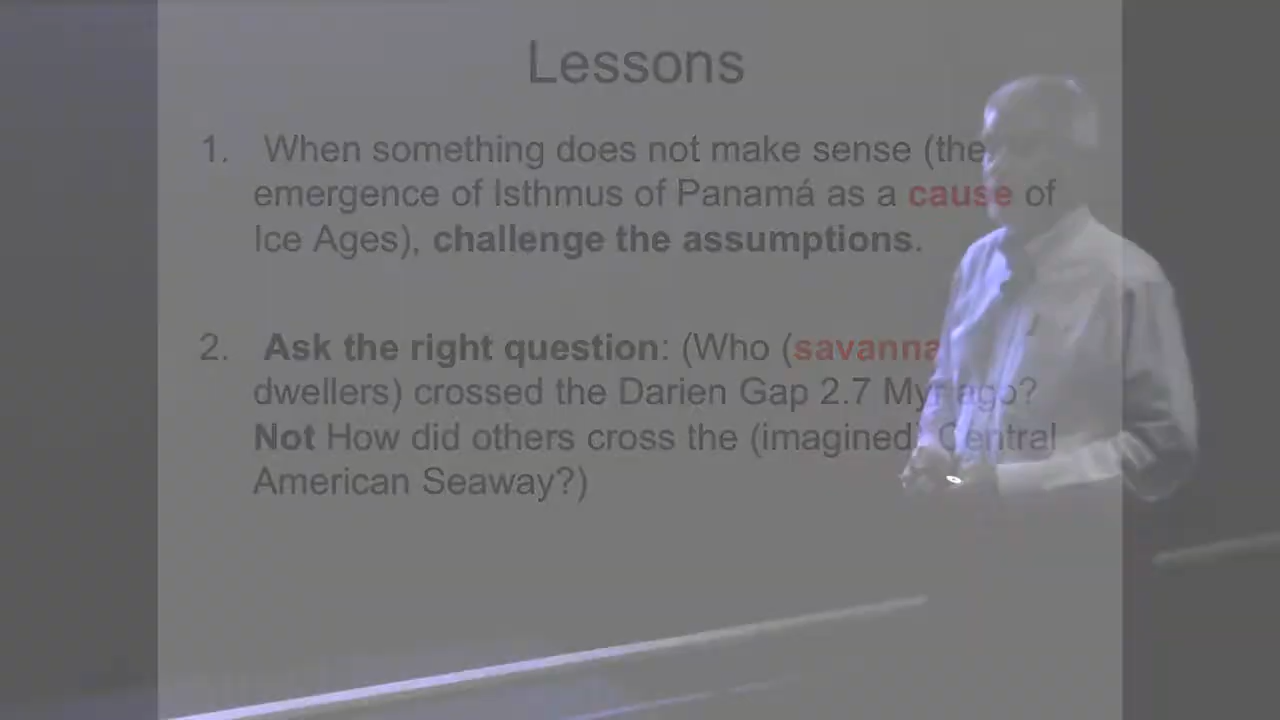 Lessons
1. When something does not make sense (the
emergence of Isthmus of Panamá as a cause of
Ice Ages), challenge the assumptions.
2. Ask the right question: (Who (savanna
dwellers) crossed the Darien Gap 2.7 Myr ago?
Not How did others cross the (imagined) Central
American Seaway?)